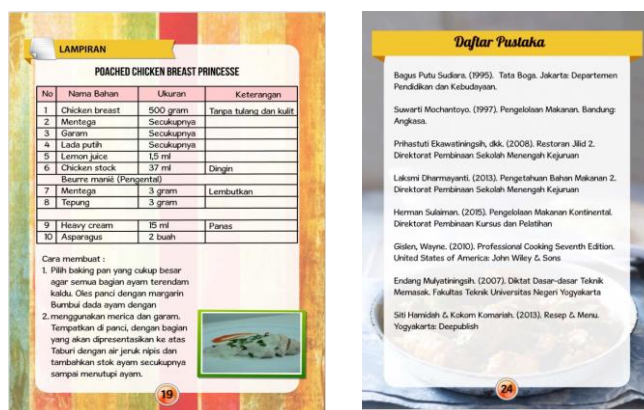 LAMPIRAN
POACHED CHICKEN BREAST PRINCESSE
No Nama Bahan Ukuran Keterangan
1 Chicken breast 500 gram Tanpa tulang dan kulit
2 Mentega Secukupnya
3 Garam Secukupnya
4 Lada putih Secukupnya
5 Lemon juice 1,5 ml
6 Chicken stock 37 ml Dingin
Beurre manié (Pengental)
7 Mentega 3 gram Lembutkan
8 Tepung 3 gram
9 Heavy cream 15 ml Panas
10 Asparagus 2 buah
Cara membuat :
1. Pilih baking pan yang cukup besar
agar semua bagian ayam terendam
kaldu. Oles panci dengan margarin
Bumbui dada ayam dengan
2. menggunakan merica dan garam.
Tempatkan di panci, dengan bagian
yang akan dipresentasikan ke atas
Taburi dengan air jeruk nipis dan
tambahkan stok ayam secukupnya
sampai menutupi ayam.
19
Daftar Pustaka
Bagus Putu Sudiara. (1995). Tata Boga. Jakarta: Departemen
Pendidikan dan Kebudayaan.
Suwarti Mochantoyo. (1997). Pengelolaan Makanan. Bandung:
Angkasa.
Prihastuti Ekawatiningsih, dkk. (2008). Restoran Jilid 2.
Direktorat Pembinaan Sekolah Menengah Kejuruan
Laksmi Dharmayanti. (2013). Pengetahuan Bahan Makanan 2.
Direktorat Pembinaan Sekolah Menengah Kejuruan
Herman Sulaiman. (2015). Pengelolaan Makanan Kontinental.
Direktorat Pembinaan Kursus dan Pelatihan
Gislen, Wayne. (2010). Professional Cooking Seventh Edition.
United States of America: John Wiley & Sons
Endang Mulyatiningsih. (2007). Diktat Dasar-dasar Teknik
Memasak. Fakultas Teknik Universitas Negeri Yogyakarta
Siti Hamidah & Kokom Komariah. (2013). Resep & Menu.
Yogyakarta: Deepublish
24